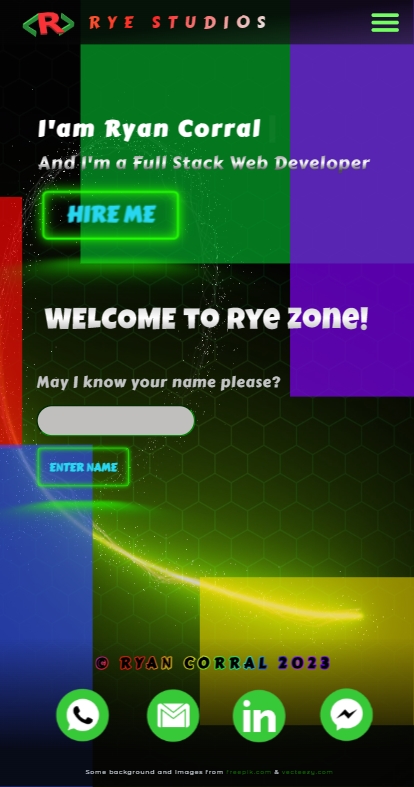 <R> RYE STUDIOS
I'am Ryan Corral
And I'm a Full Stack Web Developer
HIRE ME
WELCOME TO RYe ZONe!
May I know your name please?
ENTER NAME
© RYAN CORRAL 2023
in
Some background and images from freepik.com & vecteezy.com